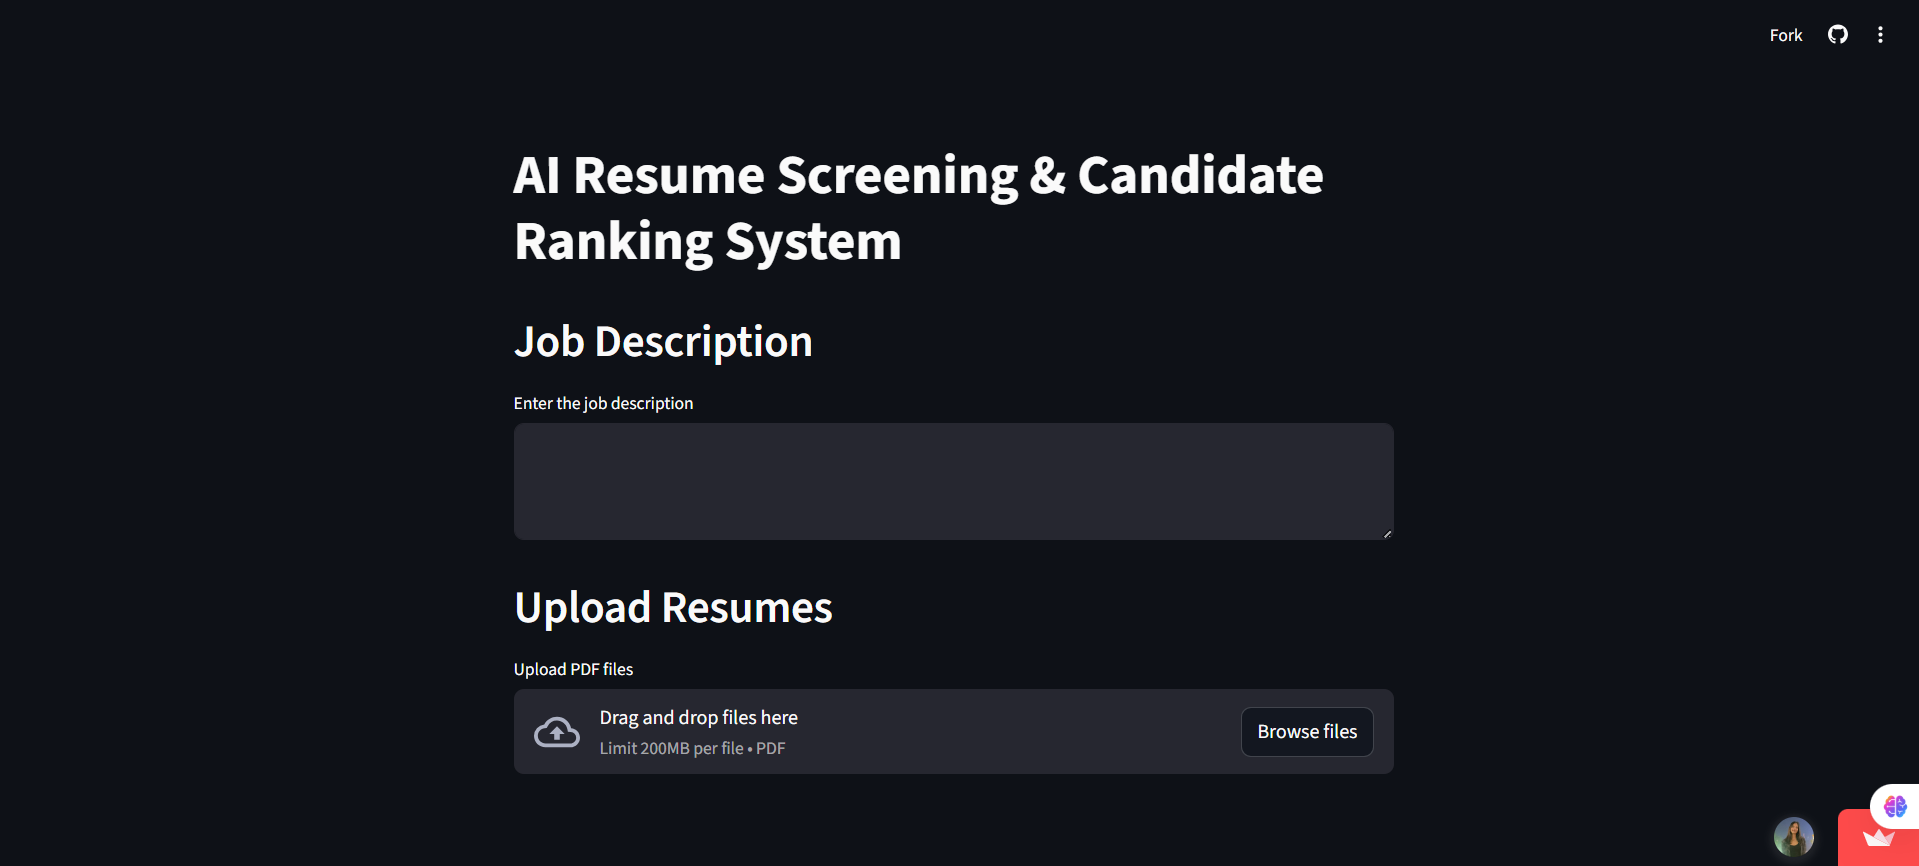 Fork
AI Resume Screening & Candidate
Ranking System
Job Description
Enter the job description
Upload Resumes
Upload PDF files
Drag and drop files here
Limit 200MB per file • PDF
Browse files